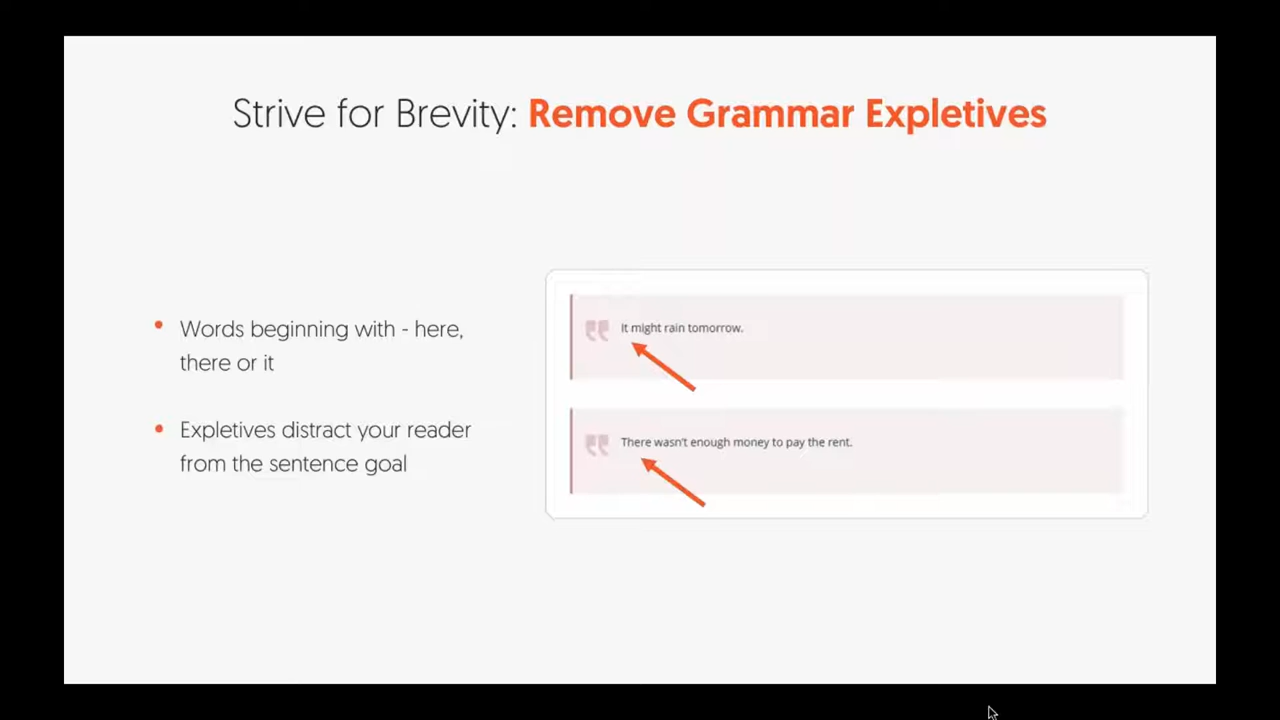 Strive for Brevity: Remove Grammar Expletives
• Words beginning with - here,
there or it
• Expletives distract your reader
from the sentence goal
It might rain tomorrow.
There wasn't enough money to pay the rent.